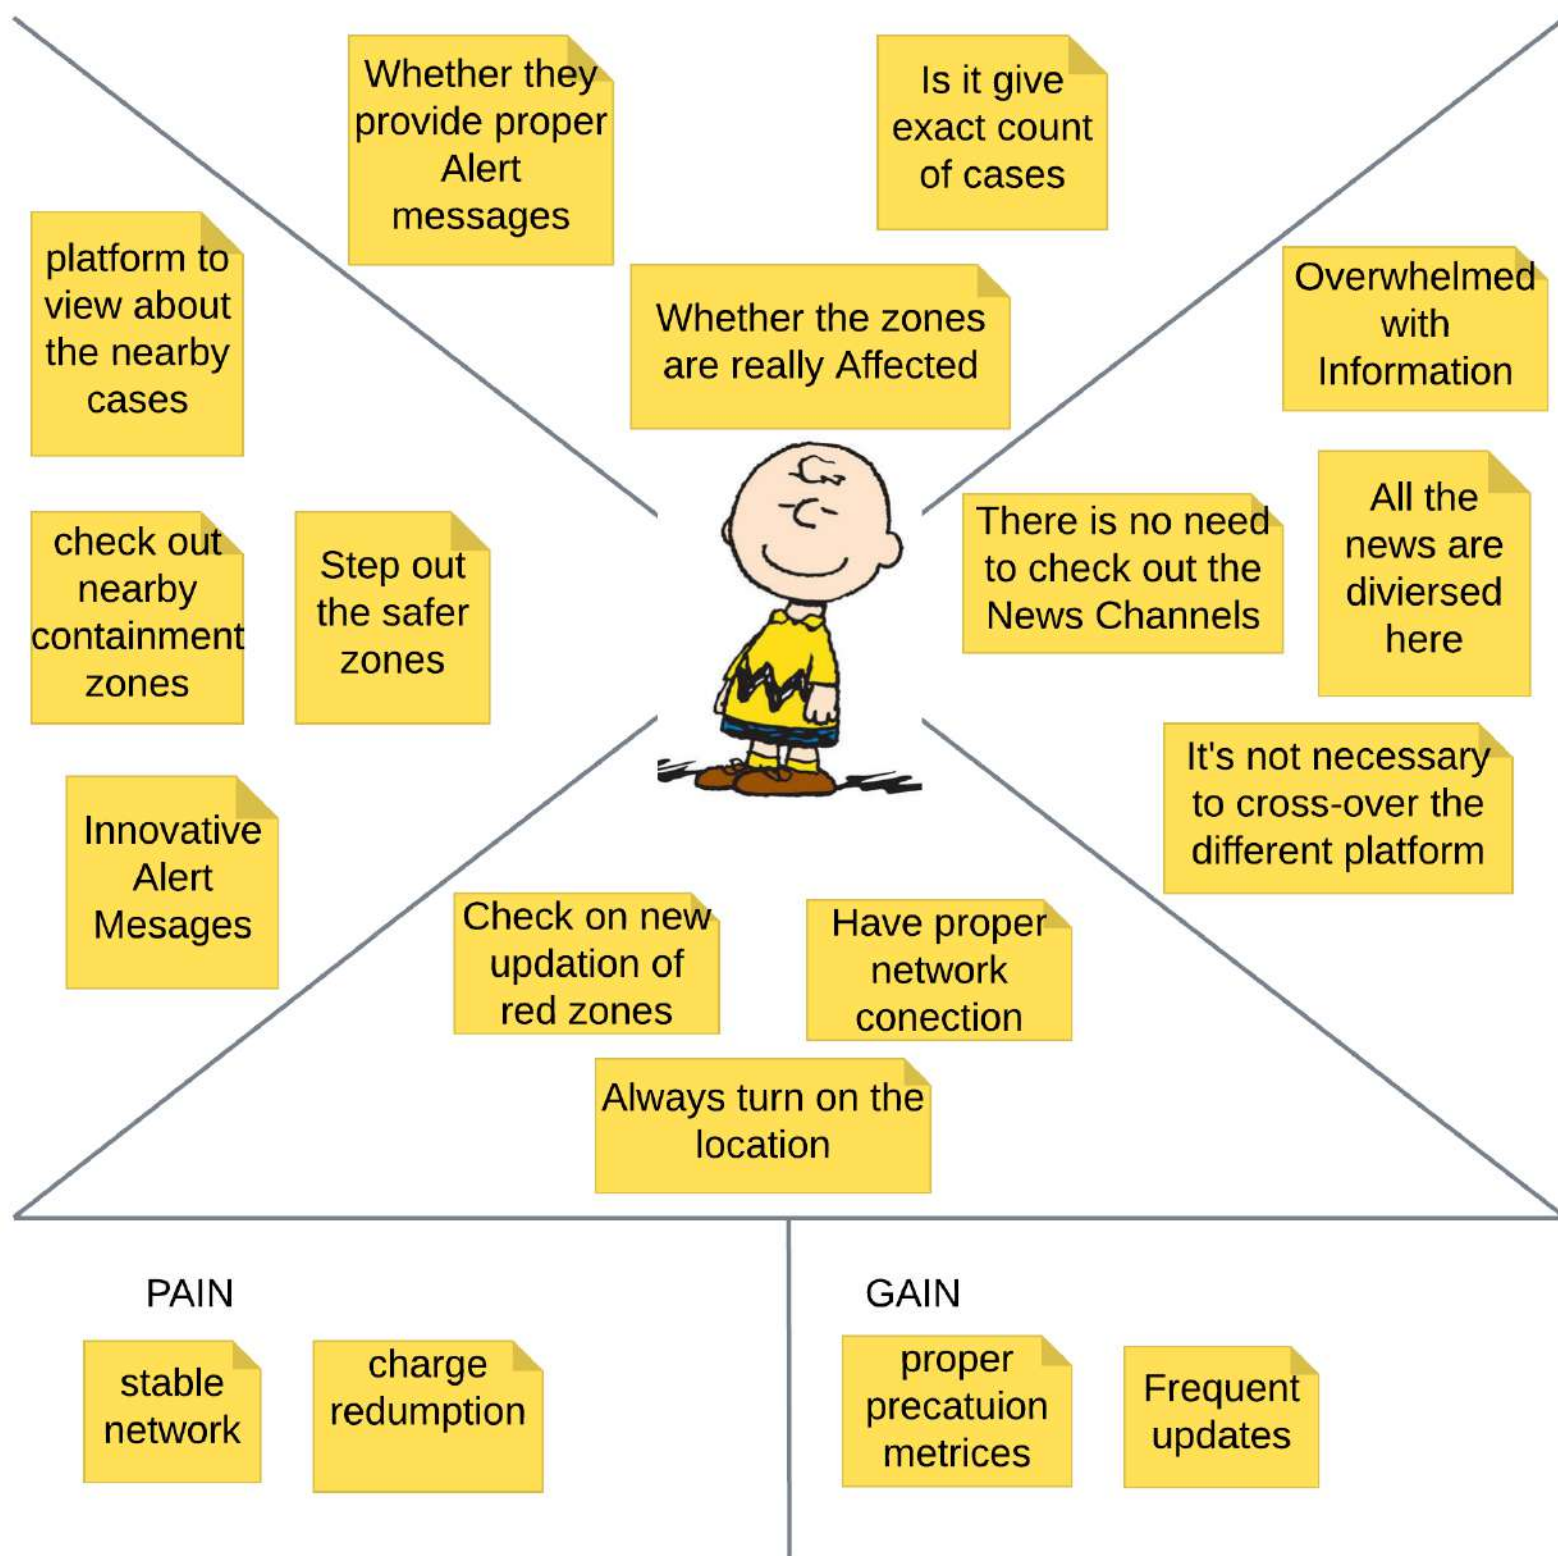 Whether they
provide proper
Alert
messages
Is it give
exact count
of cases
Whether the zones
are really Affected
platform to
view about
the nearby
cases
check out
nearby
containment
zones
Step out
the safer
zones
Innovative
Alert
Mesages
Overwhelmed
with
Information
There is no need
to check out the
News Channels
All the
news are
diviersed
here
It's not necessary
to cross-over the
different platform
Check on new
updation of
red zones
Have proper
network
conection
Always turn on the
location
PAIN
stable
network
charge
redumption
GAIN
proper
precatuion
metrices
Frequent
updates